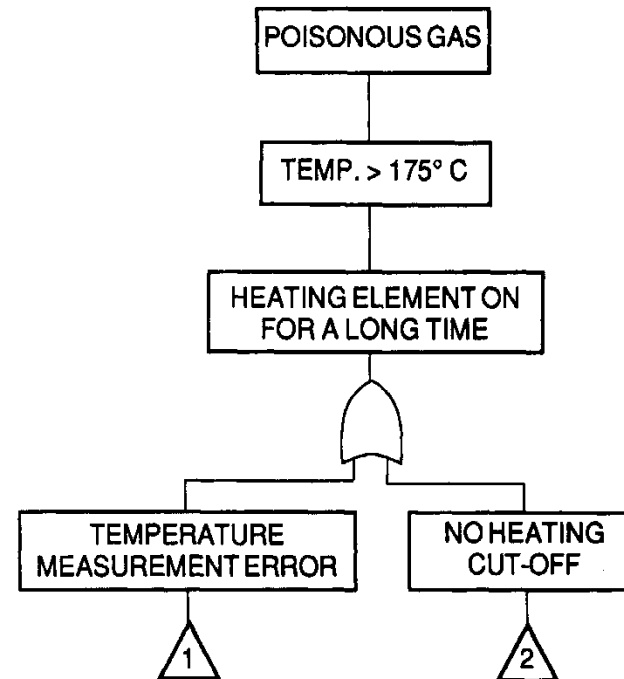 POISONOUS GAS
TEMP. > 175° C
HEATING ELEMENT ON
FOR A LONG TIME
TEMPERATURE
MEASUREMENT ERROR
NO HEATING
CUT-OFF
1
2